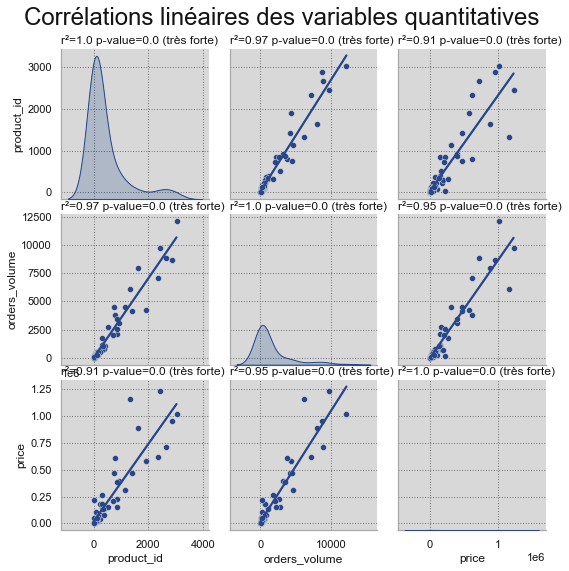 Corrélations linéaires des variables quantitatives
r²=1.0 p-value=0.0 (très forte) r²=0.97 p-value=0.0 (très forte) r²=0.91 p-value=0.0 (très forte)
3000
2000
1000
0
product_id
r²=0.97 p-value=0.0 (très forte) r²=1.0 p-value=0.0 (très forte) r²=0.95 p-value=0.0 (très forte)
12500
10000
7500
5000
2500
0
orders_volume
r²=0.91 p-value=0.0 (très forte) r²=0.95 p-value=0.0 (très forte) r²=1.0 p-value=0.0 (très forte)
1.25
1.00
0.75
0.50
0.25
0.00
price
0 2000 4000 0 10000 0 1
1e6
product_id orders_volume price